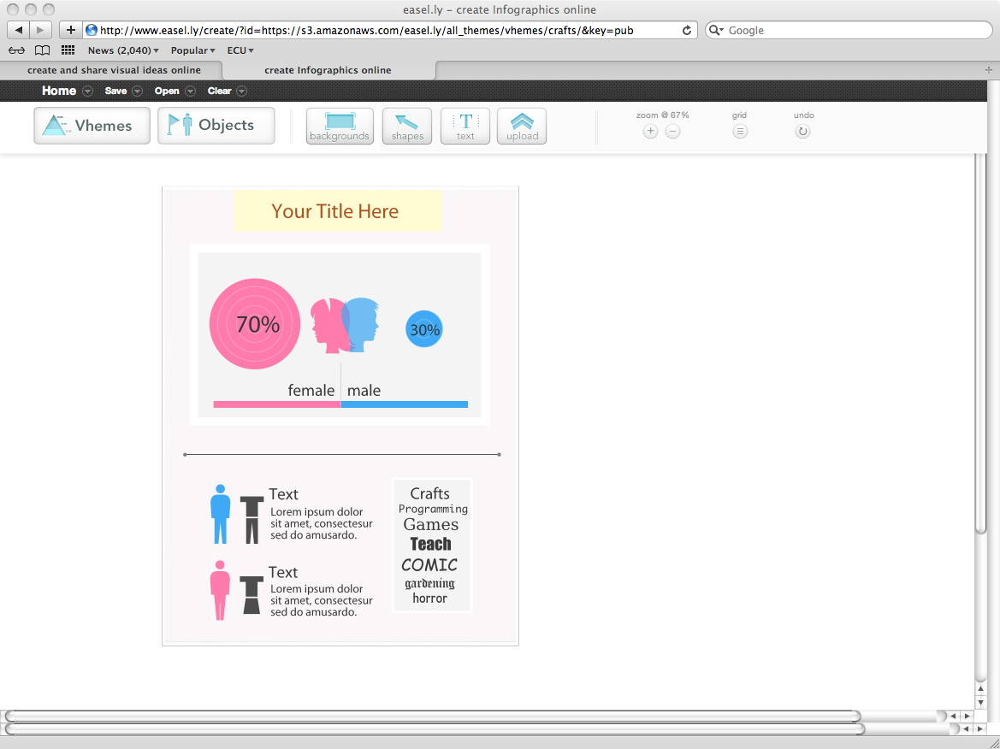 easel.ly – create Infographics online
http://www.easel.ly/create/?id=https://s3.amazonaws.com/easel.ly/all_themes/vhemes/crafts/&key=pub
Google
News (2,040) Popular ECU
create and share visual ideas online create Infographics online
Home Save Open Clear
Vhemes Objects backgrounds shapes text upload
zoom @ 67% grid undo
Your Title Here
70% 30%
female male
Text
Lorem ipsum dolor
sit amet, consectesur
sed do amusardo.
Text
Lorem ipsum dolor
sit amet, consectesur
sed do amusardo.
Crafts
Programming
Games
Teach
COMIC
gardening
horror